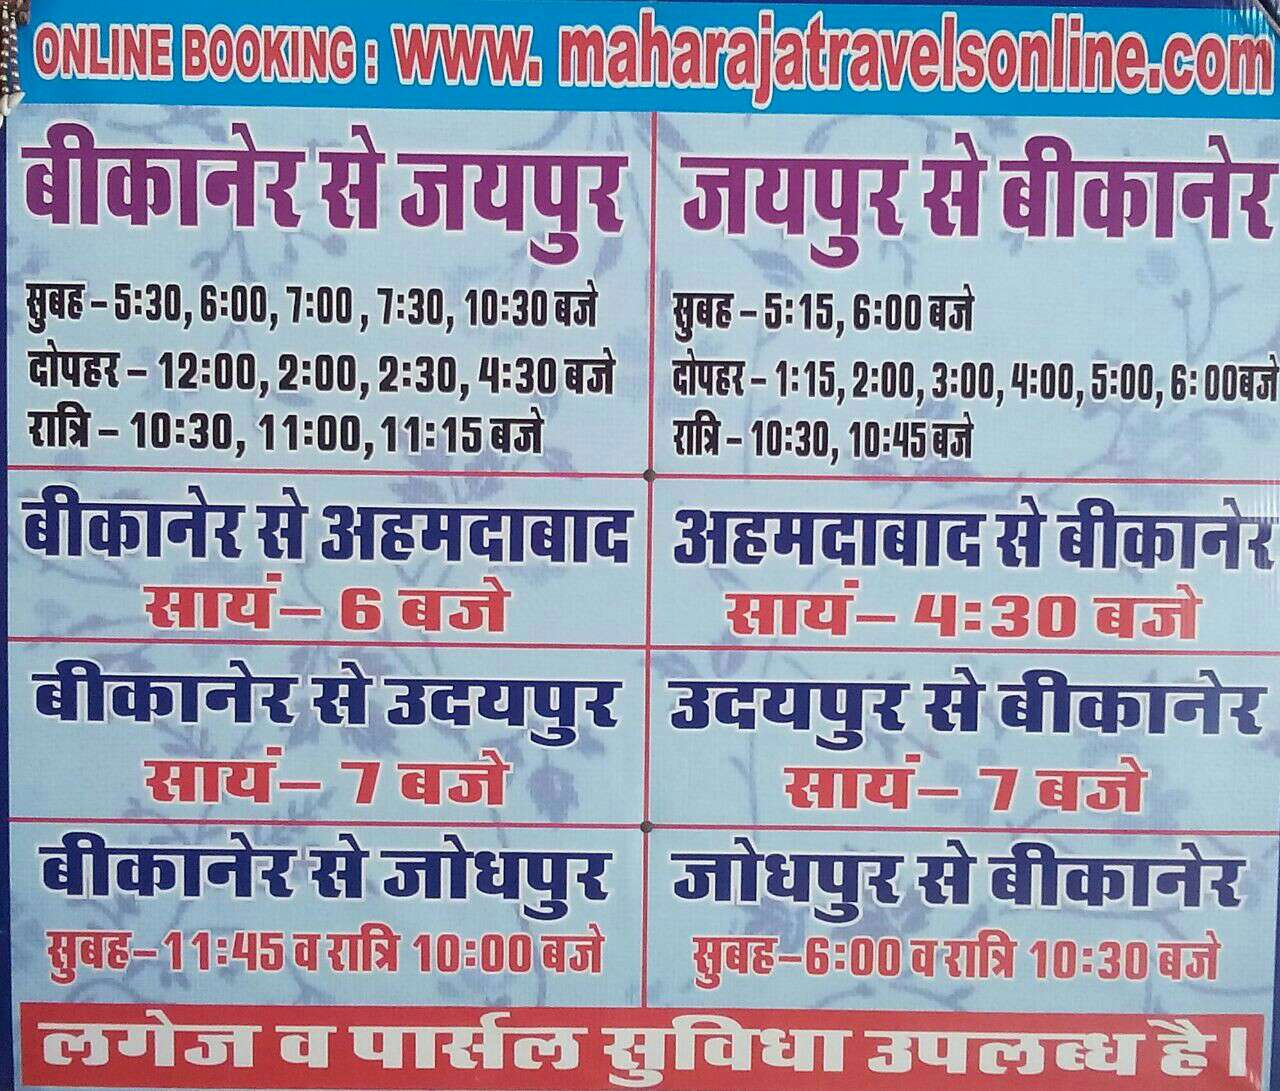 ONLINE BOOKING : www. maharajatravelsonline.com
बीकानेर से जयपुर
सुबह – 5:30, 6:00, 7:00 , 7:30, 10:30 बजे
दोपहर – 12:00, 2:00, 2:30, 4:30 बजे
रात्रि – 10:30, 11:00, 11:15 बजे
जयपुर से बीकानेर
सुबह – 5:15, 6:00 बजे
दोपहर – 1:15, 2:00, 3:00, 4:00, 5:00, 6:00बजे
रात्रि – 10:30, 10:45 बजे
बीकानेर से अहमदाबाद
सायं– 6 बजे
अहमदाबाद से बीकानेर
सायं– 4:30 बजे
बीकानेर से उदयपुर
सायं– 7 बजे
उदयपुर से बीकानेर
सायं– 7 बजे
बीकानेर से जोधपुर
सुबह–11:45 व रात्रि 10:00 बजे
जोधपुर से बीकानेर
सुबह–6:00 व रात्रि 10:30 बजे
लगेज व पार्सल सुविधा उपलब्ध है।